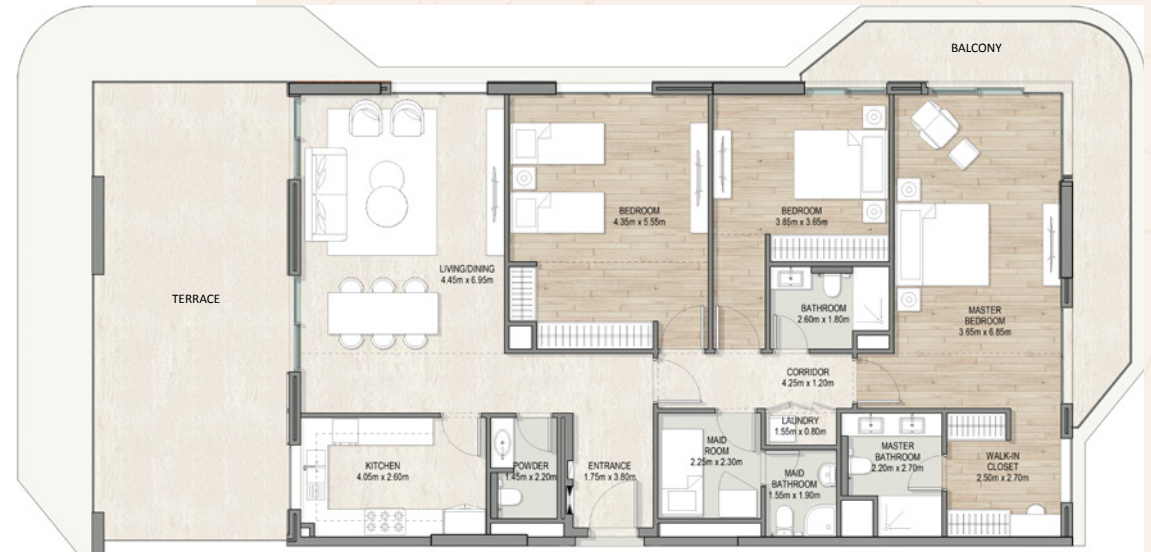 BALCONY
BEDROOM
4.35m x 5.55m
BEDROOM
3.85m x 3.65m
LIVING/DINING
4.45m x 6.95m
TERRACE
BATHROOM
2.60m x 1.80m
MASTER
BEDROOM
3.65m x 6.85m
CORRIDOR
4.25m x 1.20m
LAUNDRY
1.55m x 0.80m
KITCHEN
4.05m x 2.60m
POWDER
1.45m x 2.20m
ENTRANCE
1.75m x 3.80m
MAID
ROOM
2.25m x 2.30m
MAID
BATHROOM
1.55m x 1.90m
MASTER
BATHROOM
2.20m x 2.70m
WALK-IN
CLOSET
2.50m x 2.70m